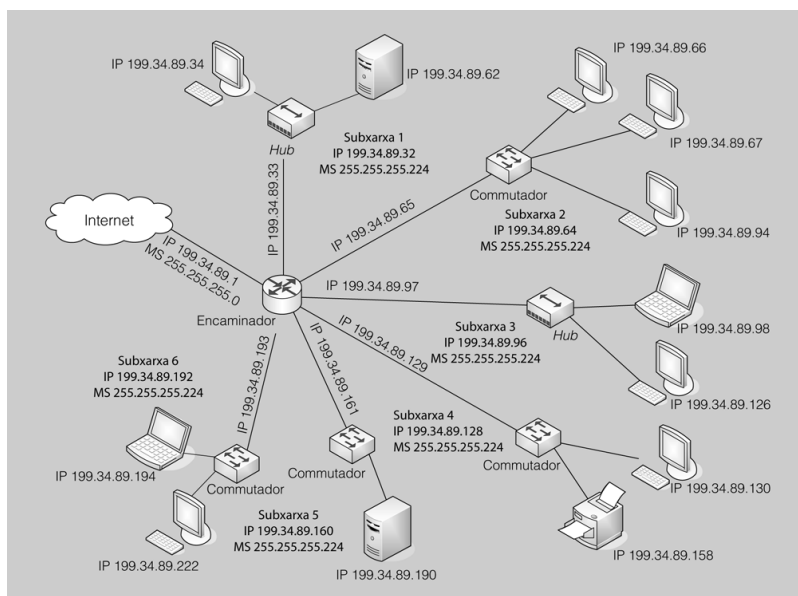 IP 199.34.89.34
IP 199.34.89.62
Hub
Subxarxa 1
IP 199.34.89.32
MS 255.255.255.224
IP 199.34.89.33
IP 199.34.89.66
IP 199.34.89.67
Commutador
IP 199.34.89.94
Subxarxa 2
IP 199.34.89.64
MS 255.255.255.224
IP 199.34.89.65
Internet
IP 199.34.89.1
MS 255.255.255.0
Encaminador
IP 199.34.89.97
Subxarxa 3
IP 199.34.89.96
MS 255.255.255.224
Hub
IP 199.34.89.98
IP 199.34.89.126
IP 199.34.89.129
Subxarxa 4
IP 199.34.89.128
MS 255.255.255.224
Commutador
IP 199.34.89.130
IP 199.34.89.158
IP 199.34.89.161
Commutador
Subxarxa 5
IP 199.34.89.160
MS 255.255.255.224
IP 199.34.89.190
IP 199.34.89.193
Subxarxa 6
IP 199.34.89.192
MS 255.255.255.224
IP 199.34.89.194
Commutador
IP 199.34.89.222